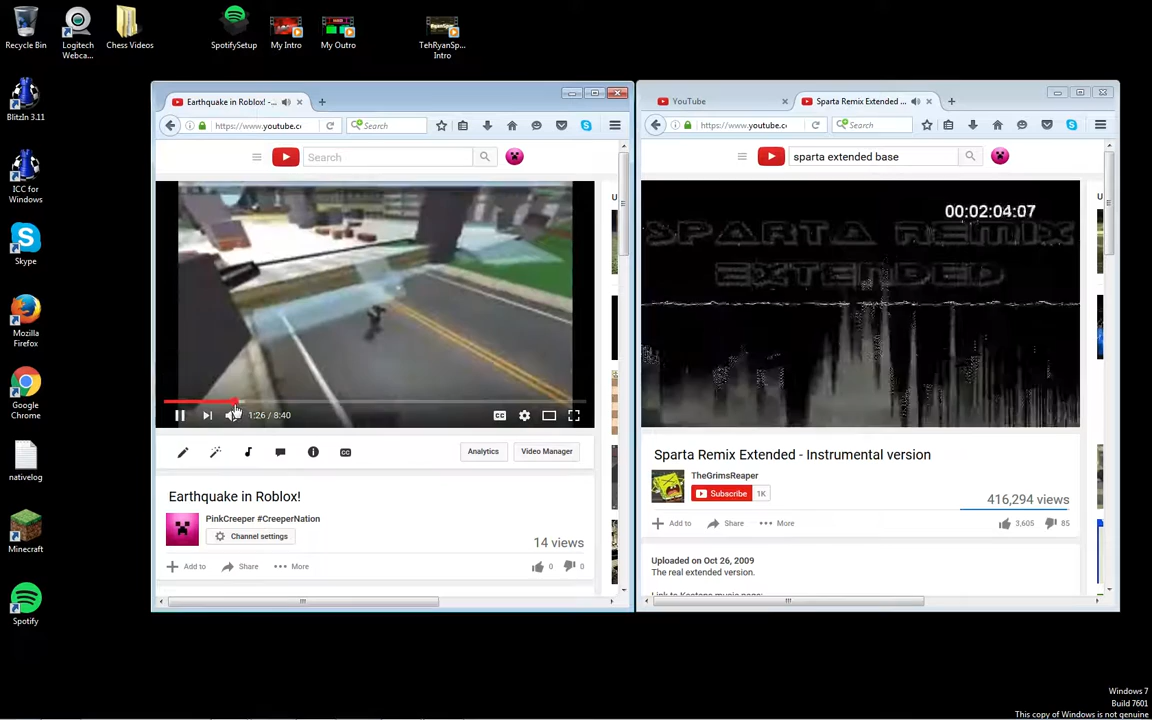 Recycle Bin
Logitech
Webca...
Chess Videos
SpotifySetup
My Intro
My Outro
TehRyanSp...
Intro
BlitzIn 3.11
ICC for
Windows
Skype
Mozilla
Firefox
Google
Chrome
nativelog
Minecraft
Spotify
Earthquake in Roblox! -...
https://www.youtube.c
Search
Search
1:26 / 8:40
CC
CC
Analytics
Video Manager
Earthquake in Roblox!
PinkCreeper #CreeperNation
Channel settings
14 views
Add to
Share
More
0
0
YouTube
Sparta Remix Extended ...
https://www.youtube.c
Search
sparta extended base
00:02:04:07
SPARTA REMIX
EXTENDED
Sparta Remix Extended - Instrumental version
TheGrimsReaper
Subscribe
1K
416,294 views
Add to
Share
More
3,605
85
Uploaded on Oct 26, 2009
The real extended version.
Windows 7
Build 7601
This copy of Windows is not genuine